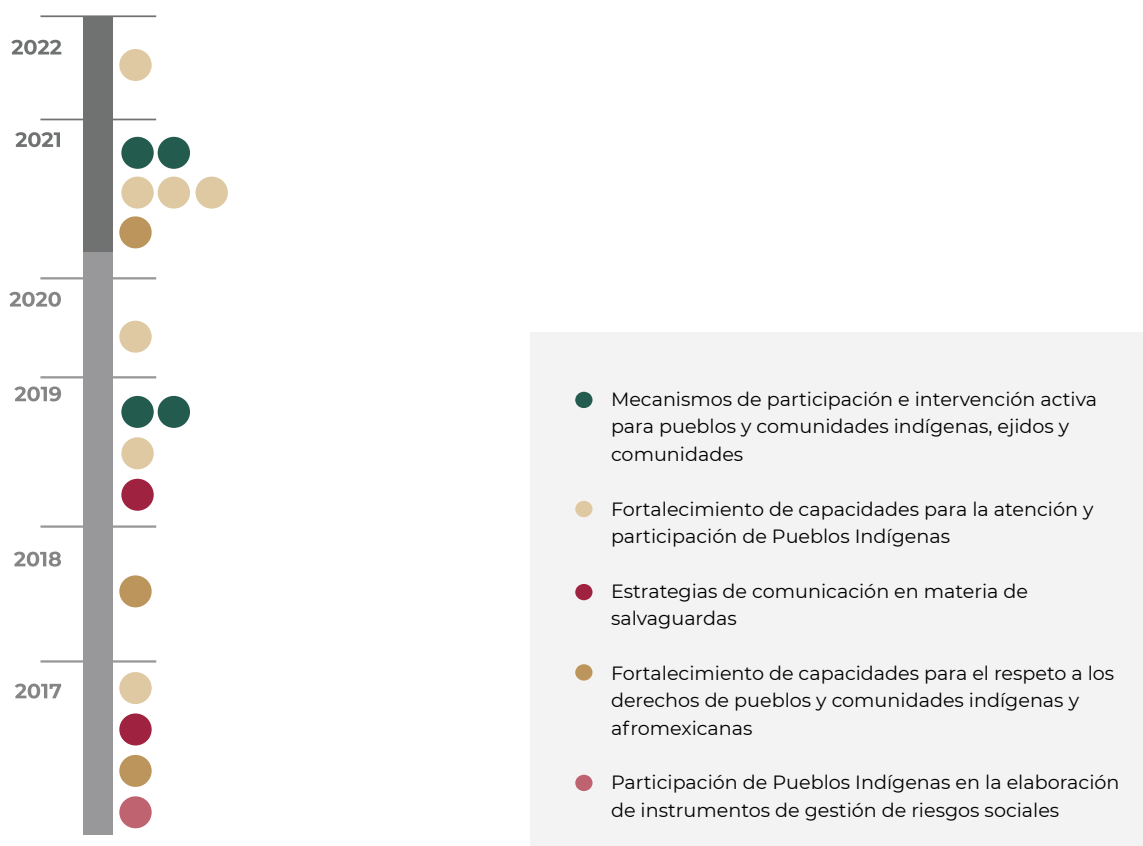 2022
2021
2020
2019
2018
2017
Mecanismos de participación e intervención activa
para pueblos y comunidades indígenas, ejidos y
comunidades
Fortalecimiento de capacidades para la atención y
participación de Pueblos Indígenas
Estrategias de comunicación en materia de
salvaguardas
Fortalecimiento de capacidades para el respeto a los
derechos de pueblos y comunidades indígenas y
afromexicanas
Participación de Pueblos Indígenas en la elaboración
de instrumentos de gestión de riesgos sociales